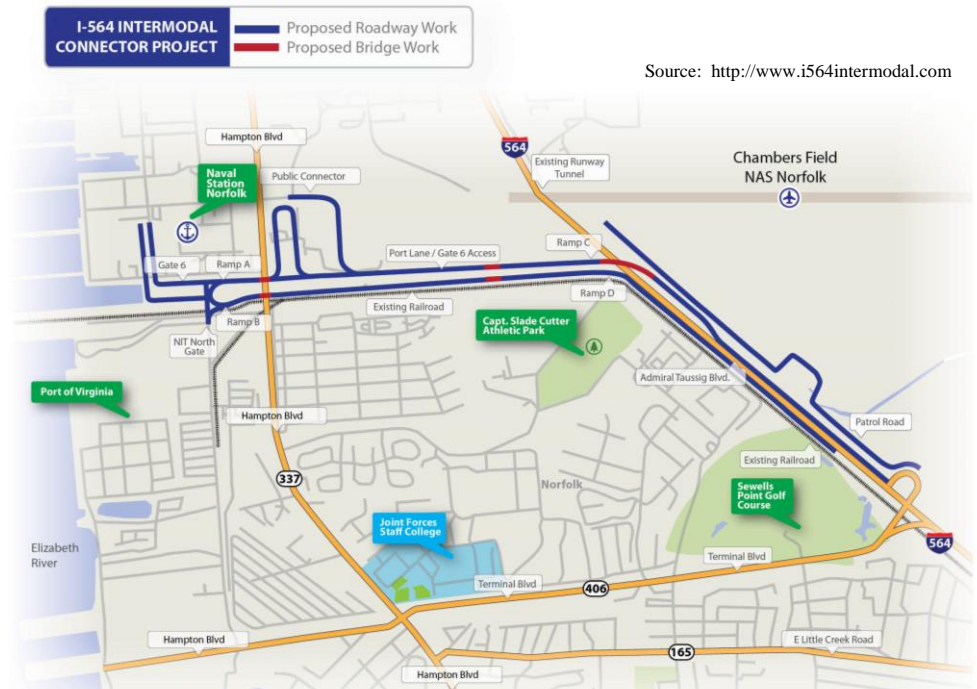 I-564 INTERMODAL
CONNECTOR PROJECT
Proposed Roadway Work
Proposed Bridge Work
Source: http://www.i564intermodal.com
Hampton Blvd
564
Existing Runway
Tunnel
Chambers Field
NAS Norfolk
Naval
Station
Norfolk
Public Connector
Ramp C
Port Lane / Gate 6 Access
Gate 6
Ramp A
Ramp D
Existing Railroad
Ramp B
Capt. Slade Cutter
Athletic Park
NIT North
Gate
Admiral Taussig Blvd.
Port of Virginia
Hampton Blvd
Patrol Road
Existing Railroad
337
Norfolk
Sewells
Point Golf
Course
Joint Forces
Staff College
564
Elizabeth
River
Terminal Blvd
Terminal Blvd
406
Hampton Blvd
E Little Creek Road
165
Hampton Blvd